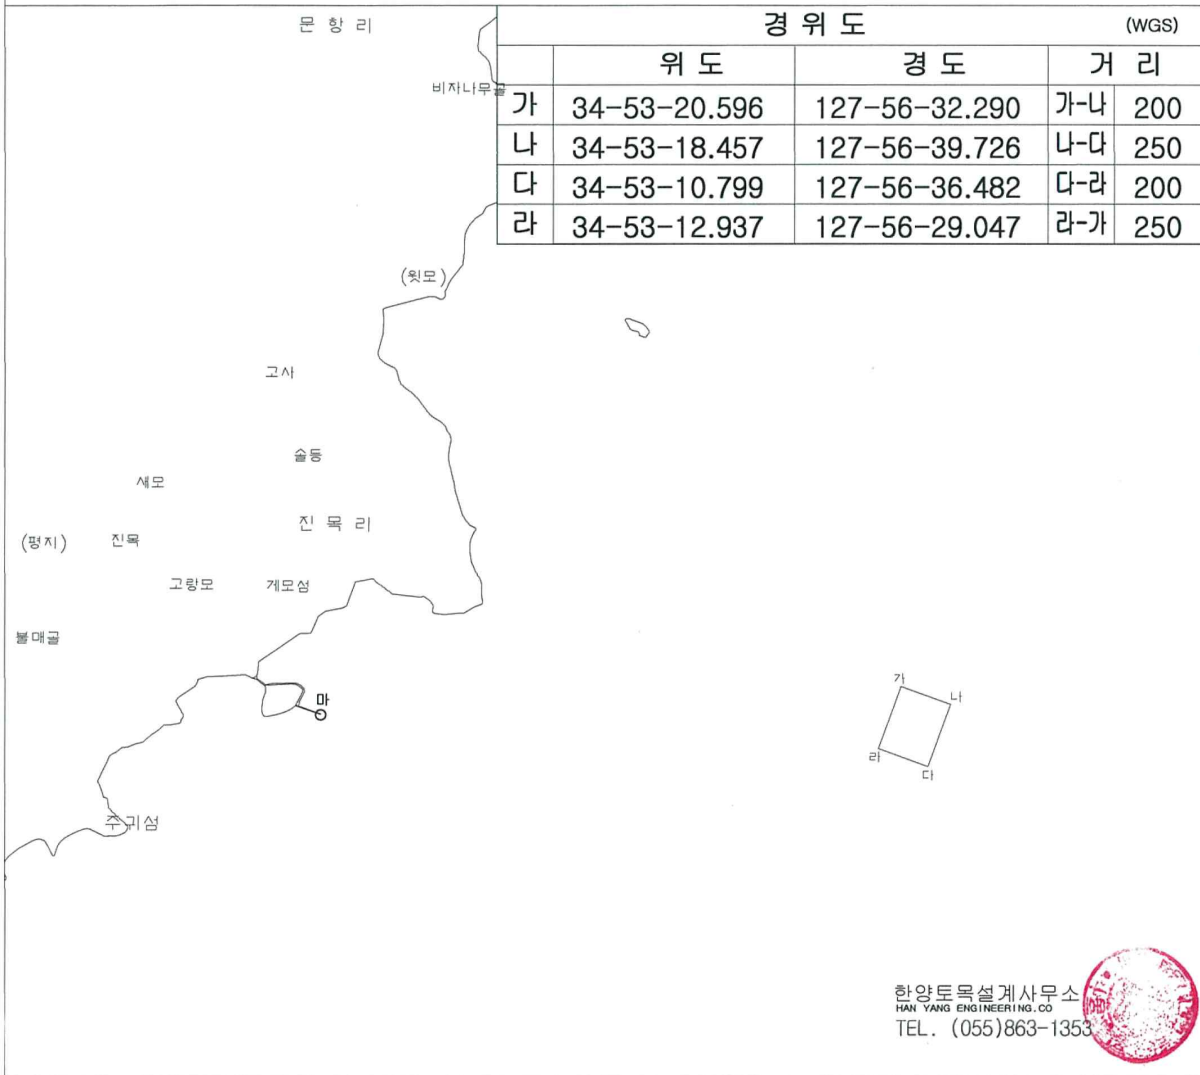 문 항 리
경 위 도 (WGS)
위 도 경 도 거 리
비자나무골
가 34-53-20.596 127-56-32.290 가-나 200
나 34-53-18.457 127-56-39.726 나-다 250
다 34-53-10.799 127-56-36.482 다-라 200
라 34-53-12.937 127-56-29.047 라-가 250
(윗모)
고사
솔등
새모
진 목 리
(평지) 진목
고랑모 게모섬
불매골
가
나
마
라
다
주귀섬
한양토목설계사무소
HAN YANG ENGINEERING.CO
TEL. (055)863-1353